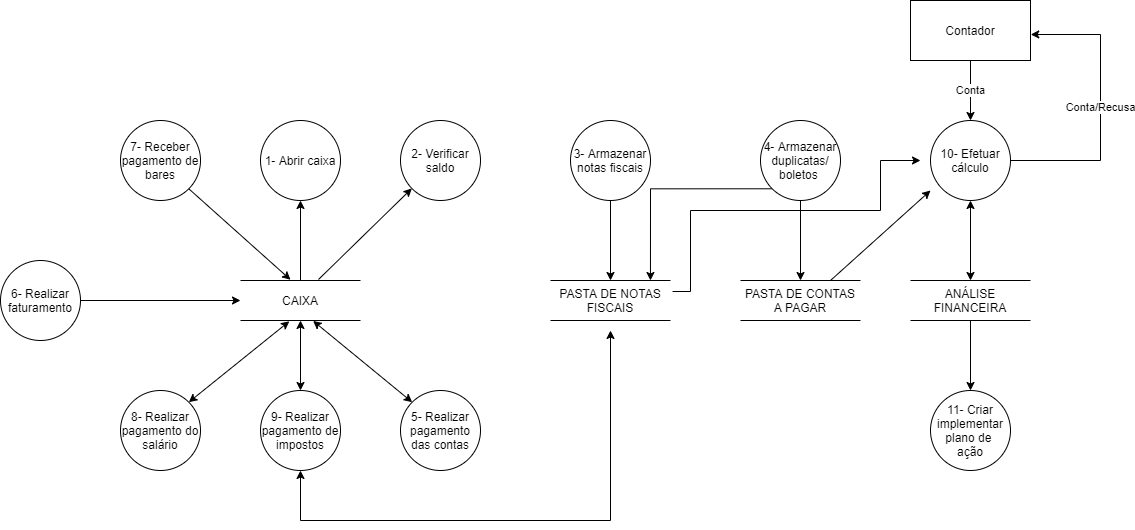 Contador
Conta
Conta/Recusa
7- Receber
pagamento de
bares
1- Abrir caixa
2- Verificar
saldo
3- Armazenar
notas fiscais
4- Armazenar
duplicatas/
boletos
10- Efetuar
cálculo
6- Realizar
faturamento
CAIXA
PASTA DE NOTAS
FISCAIS
PASTA DE CONTAS
A PAGAR
ANÁLISE
FINANCEIRA
8- Realizar
pagamento do
salário
9- Realizar
pagamento de
impostos
5- Realizar
pagamento
das contas
11- Criar
implementar
plano de
ação